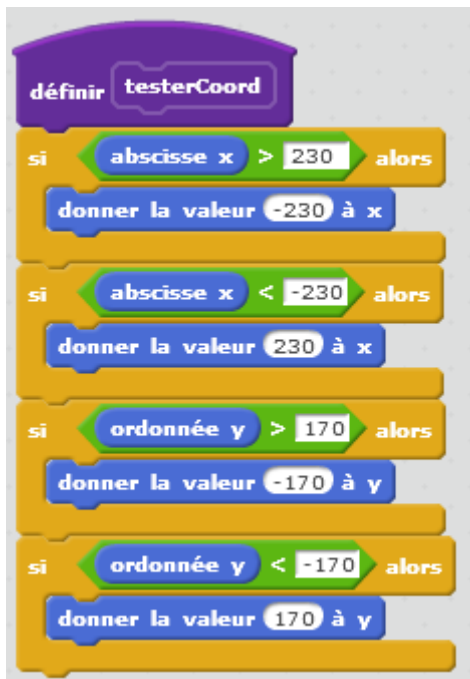 définir testerCoord
si abscisse x > 230 alors
donner la valeur -230 à x
si abscisse x < -230 alors
donner la valeur 230 à x
si ordonnée y > 170 alors
donner la valeur -170 à y
si ordonnée y < -170 alors
donner la valeur 170 à y